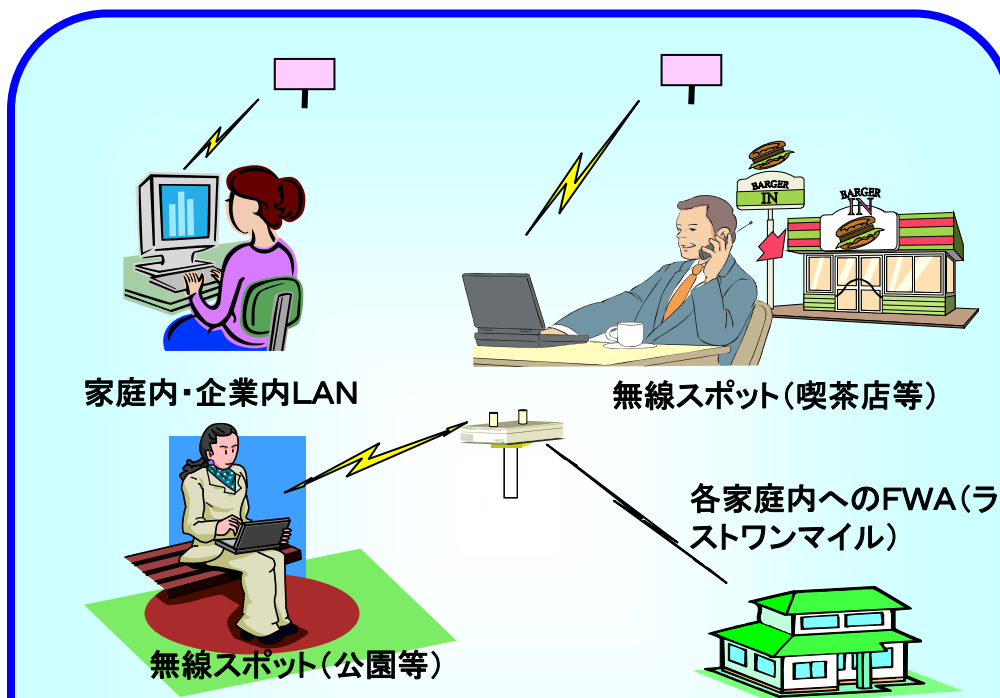 BARGER
IN
BARGER
IN
家庭内・企業内LAN
無線スポット（喫茶店等）
各家庭内へのFWA（ラ
ストワンマイル）
無線スポット（公園等）